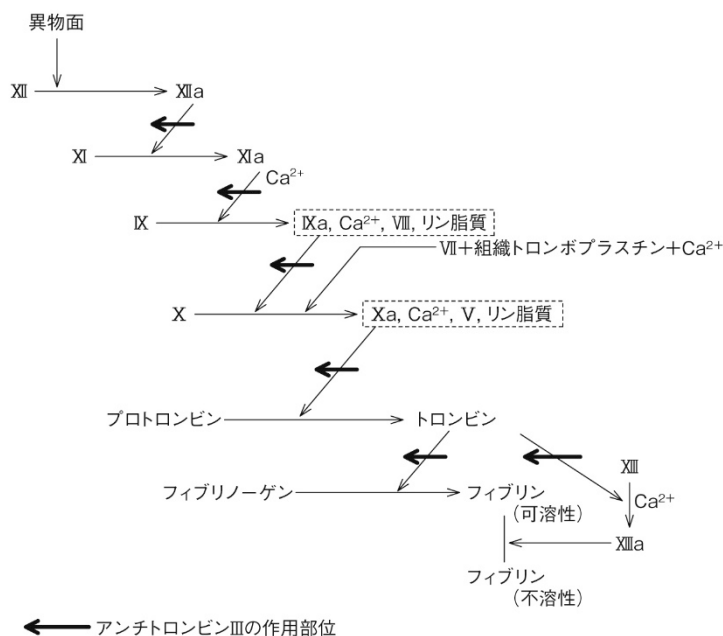 異物面
Ⅻ Ⅻa
Ⅺ Ⅺa
Ca²⁺
Ⅸ Ⅸa, Ca²⁺, Ⅷ, リン脂質
Ⅶ＋組織トロンボプラスチン＋Ca²⁺
Ⅹ Ⅹa, Ca²⁺, Ⅴ, リン脂質
プロトロンビン トロンビン
ⅩⅢ
フィブリノーゲン フィブリン
(可溶性)
Ca²⁺
ⅩⅢa
フィブリン
(不溶性)
アンチトロンビンⅢの作用部位